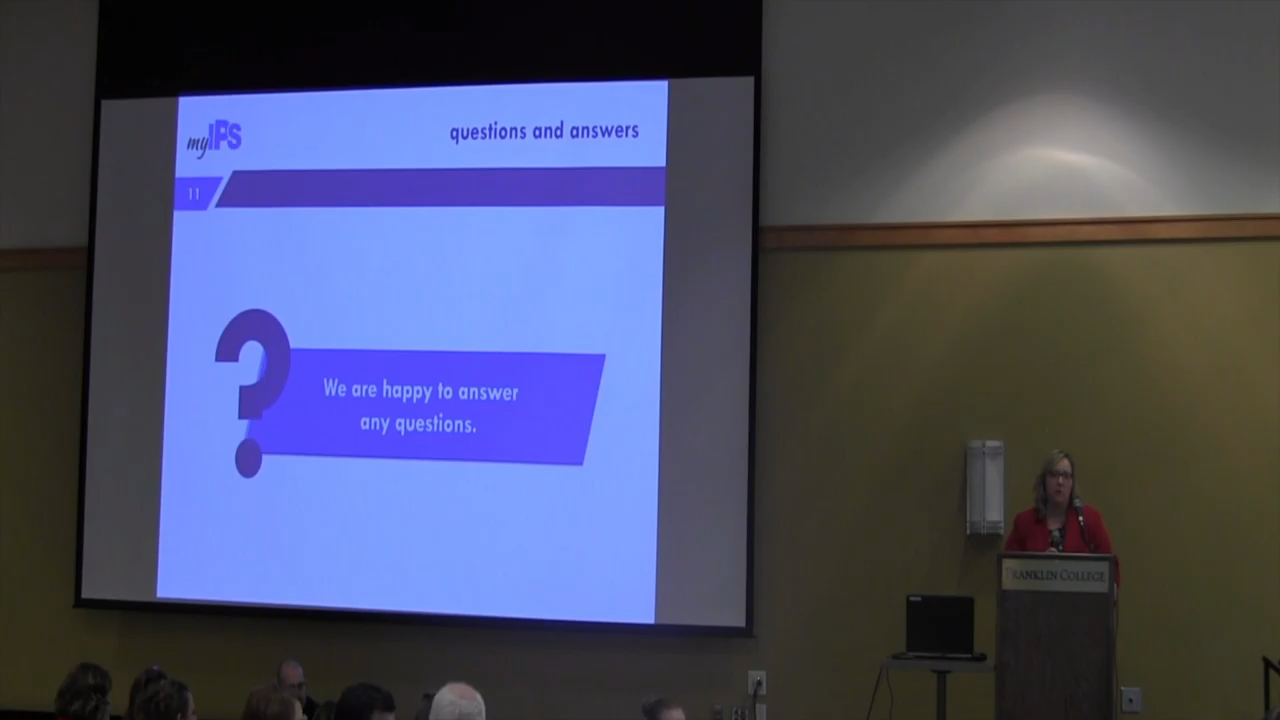 myIPS
questions and answers
11
We are happy to answer
any questions.
FRANKLIN COLLEGE